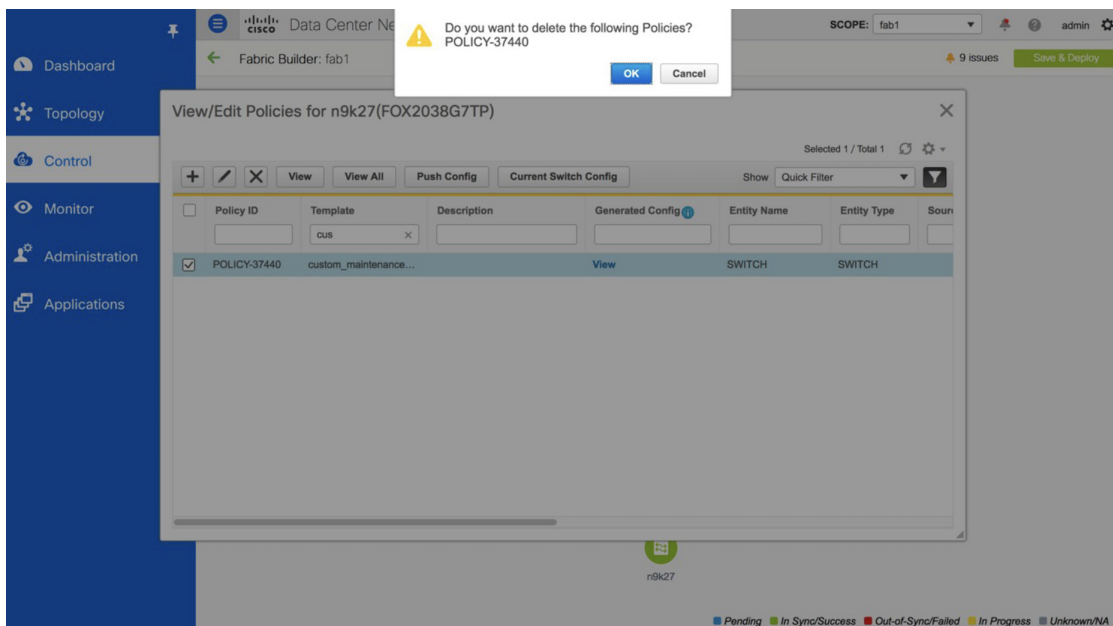 Do you want to delete the following Policies?
POLICY-37440
OK
Cancel
CISCO
Data Center Ne
SCOPE:
fab1
admin
Fabric Builder: fab1
9 issues
Save & Deploy
Dashboard
Topology
Control
Monitor
Administration
Applications
View/Edit Policies for n9k27(FOX2038G7TP)
Selected 1 / Total 1
View
View All
Push Config
Current Switch Config
Show
Quick Filter
Policy ID
Template
Description
Generated Config
Entity Name
Entity Type
Sour
cus
POLICY-37440
custom_maintenance...
View
SWITCH
SWITCH
n9k27
Pending
In Sync/Success
Out-of-Sync/Failed
In Progress
Unknown/NA